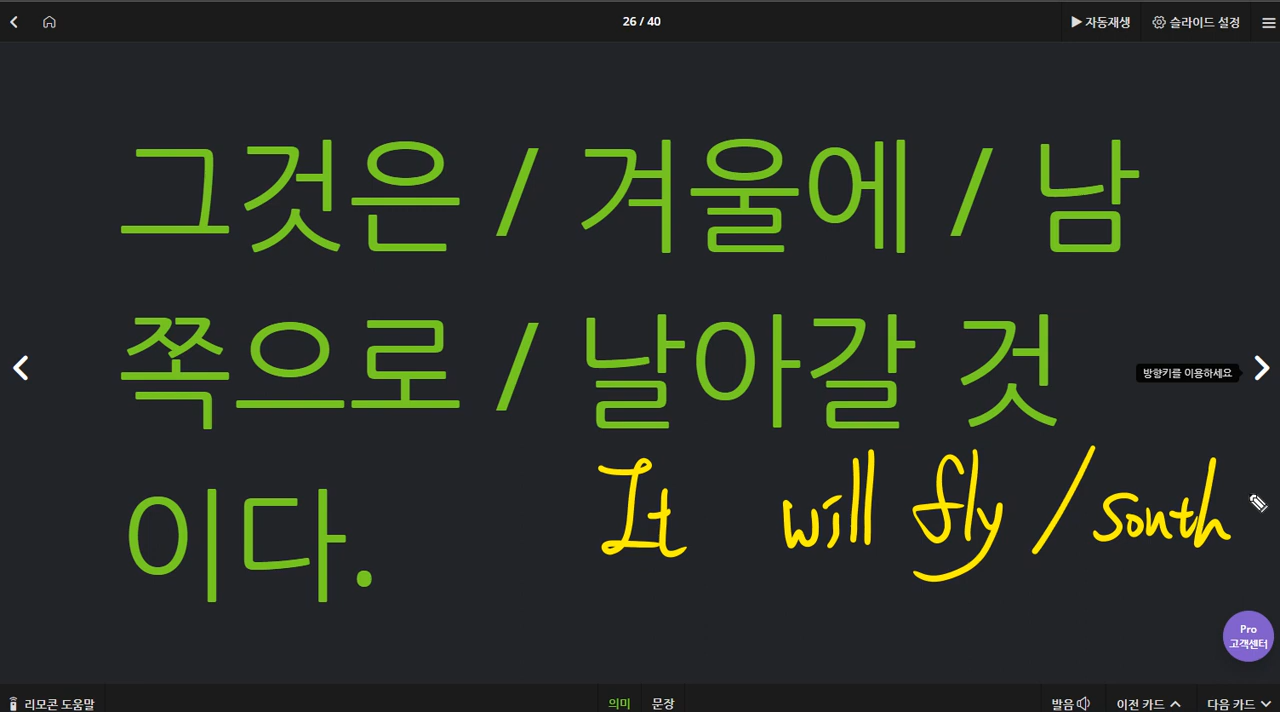 26 / 40
자동재생
슬라이드 설정
그것은 / 겨울에 / 남
쪽으로 / 날아갈 것
이다.
방향키를 이용하세요
It will fly / south
Pro
고객센터
리모콘 도움말
의미
문장
발음
이전 카드
다음 카드